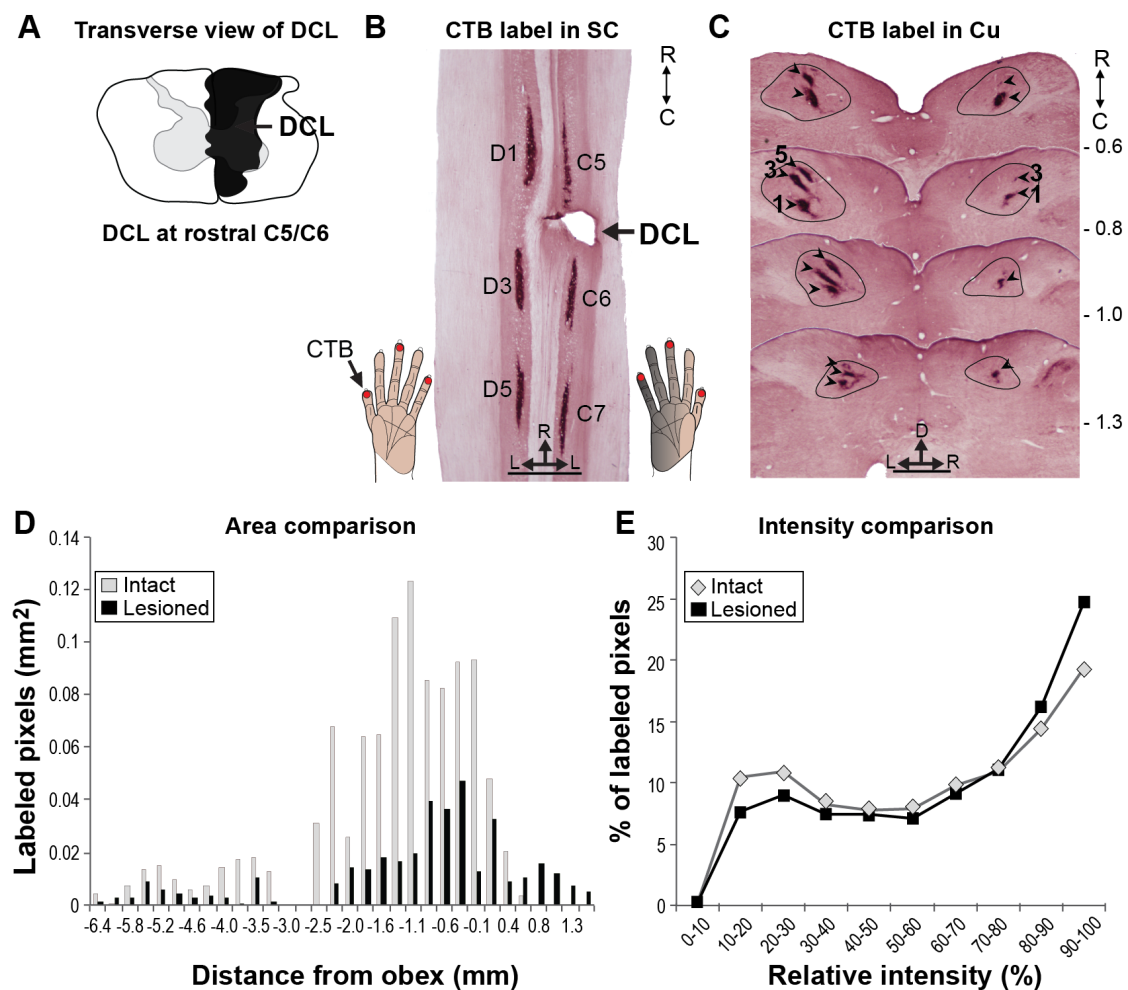 A
Transverse view of DCL
DCL
DCL at rostral C5/C6
B
CTB label in SC
R
C
D1
C5
DCL
D3
C6
CTB
D5
C7
R
L
L
C
CTB label in Cu
R
C
- 0.6
5
3
1
3
1
- 0.8
- 1.0
- 1.3
D
L
R
D
Area comparison
Labeled pixels (mm2)
0.14
0.12
0.1
0.08
0.06
0.04
0.02
0
Intact
Lesioned
-6.4 -5.8 -5.2 -4.6 -4.0 -3.5 -3.0 -2.5 -2.0 -1.6 -1.1 -0.6 -0.1 0.4 0.8 1.3
Distance from obex (mm)
E
Intensity comparison
% of labeled pixels
30
25
20
15
10
5
0
Intact
Lesioned
0-10 10-20 20-30 30-40 40-50 50-60 60-70 70-80 80-90 90-100
Relative intensity (%)